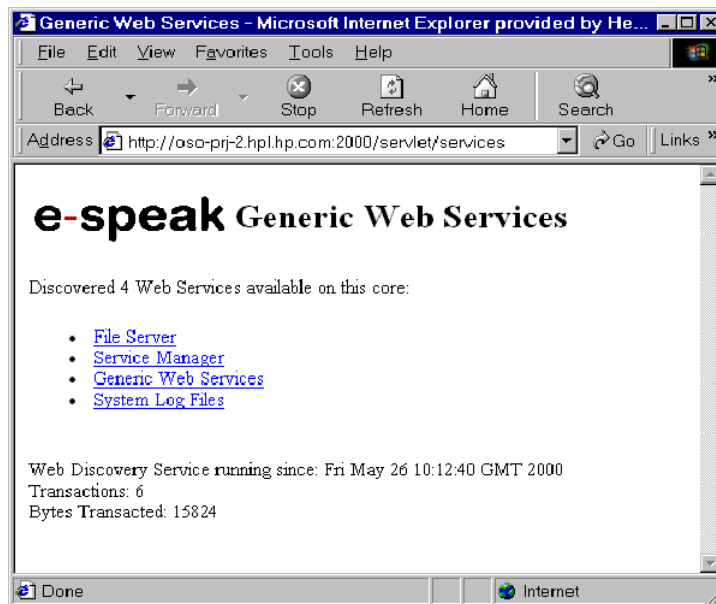 Generic Web Services - Microsoft Internet Explorer provided by He...
File Edit View Favorites Tools Help
Back Forward Stop Refresh Home Search »
Address http://oso-prj-2.hpl.hp.com:2000/servlet/services Go Links »
e-speak Generic Web Services
Discovered 4 Web Services available on this core:
• File Server
• Service Manager
• Generic Web Services
• System Log Files
Web Discovery Service running since: Fri May 26 10:12:40 GMT 2000
Transactions: 6
Bytes Transacted: 15824
Done Internet